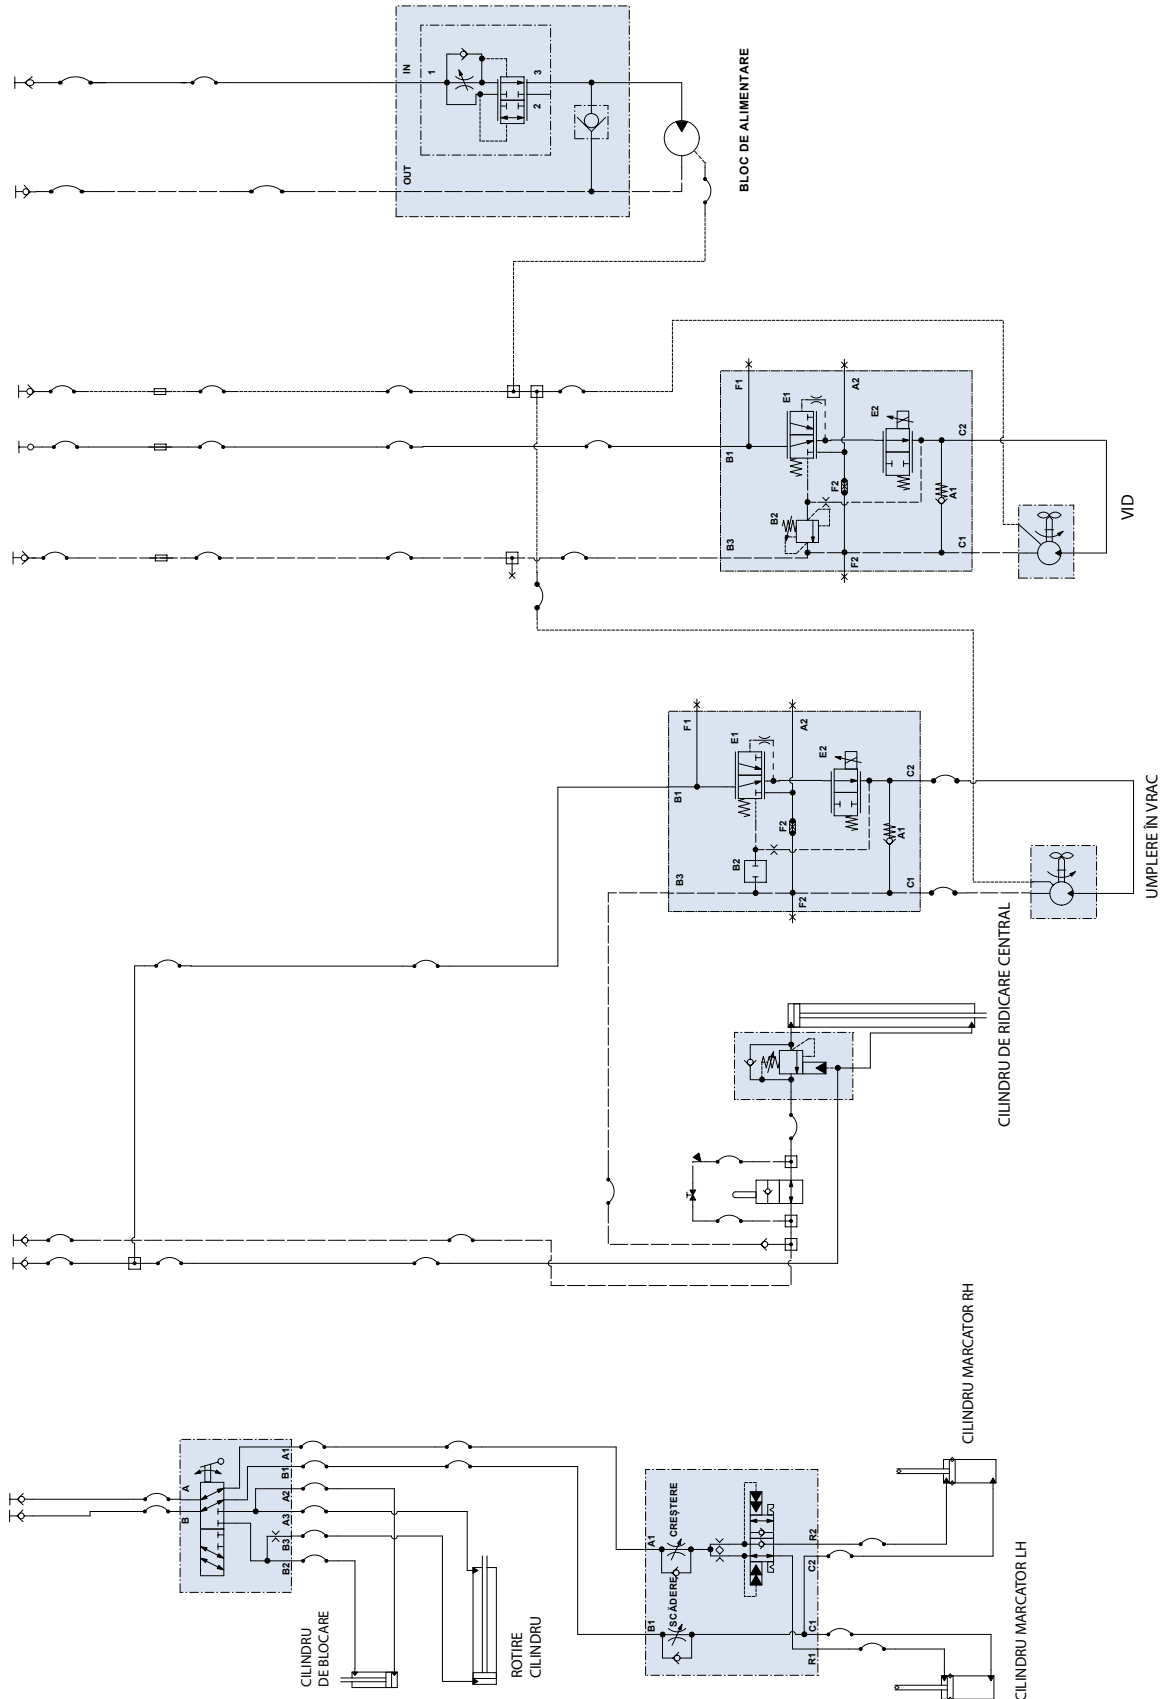 BLOC DE ALIMENTARE
IN
OUT
1
2
3
VID
B1
B3
F1
E1
A2
E2
B2
F2
F2
A1
C2
C1
UMPLERE ÎN VRAC
B1
B3
F1
E1
A2
E2
B2
F2
F2
A1
C2
C1
CILINDRU DE RIDICARE CENTRAL
A
B
A1
B1
A2
A3
B3
B2
CILINDRU
DE BLOCARE
ROTIRE
CILINDRU
A1
B1
CREȘTERE
SCĂDERE
R2
C2
C1
R1
CILINDRU MARCATOR RH
CILINDRU MARCATOR LH